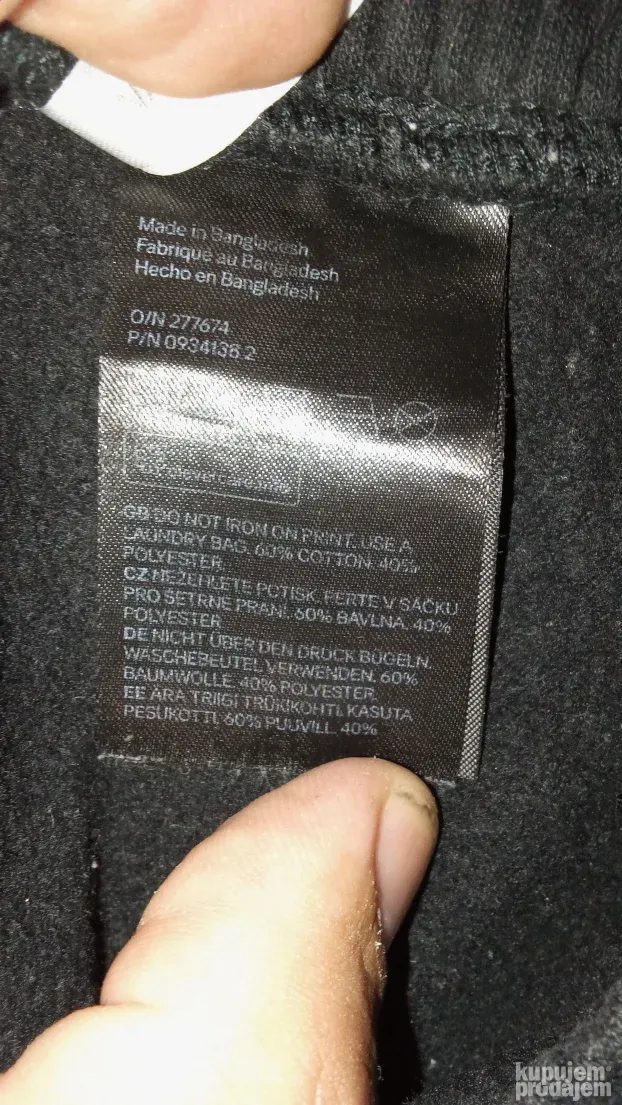 Made in Bangladesh
Fabriqué au Bangladesh
Hecho en Bangladesh
O/N 277674
P/N 0934138 2
GB DO NOT IRON ON PRINT. USE A
LAUNDRY BAG. 60% COTTON. 40%
POLYESTER
CZ NEŽEHLETE POTISK. PERTE V SÁČKU
PRO ŠETRNÉ PRANÍ. 60% BAVLNA. 40%
POLYESTER
DE NICHT ÜBER DEN DRUCK BÜGELN.
WÄSCHEBEUTEL VERWENDEN. 60%
BAUMWOLLE. 40% POLYESTER
EE ÄRA TRIIGI TRÜKIKOHTI. KASUTA
PESUKOTTI. 60% PUUVILL. 40%
kupujem
prodajem